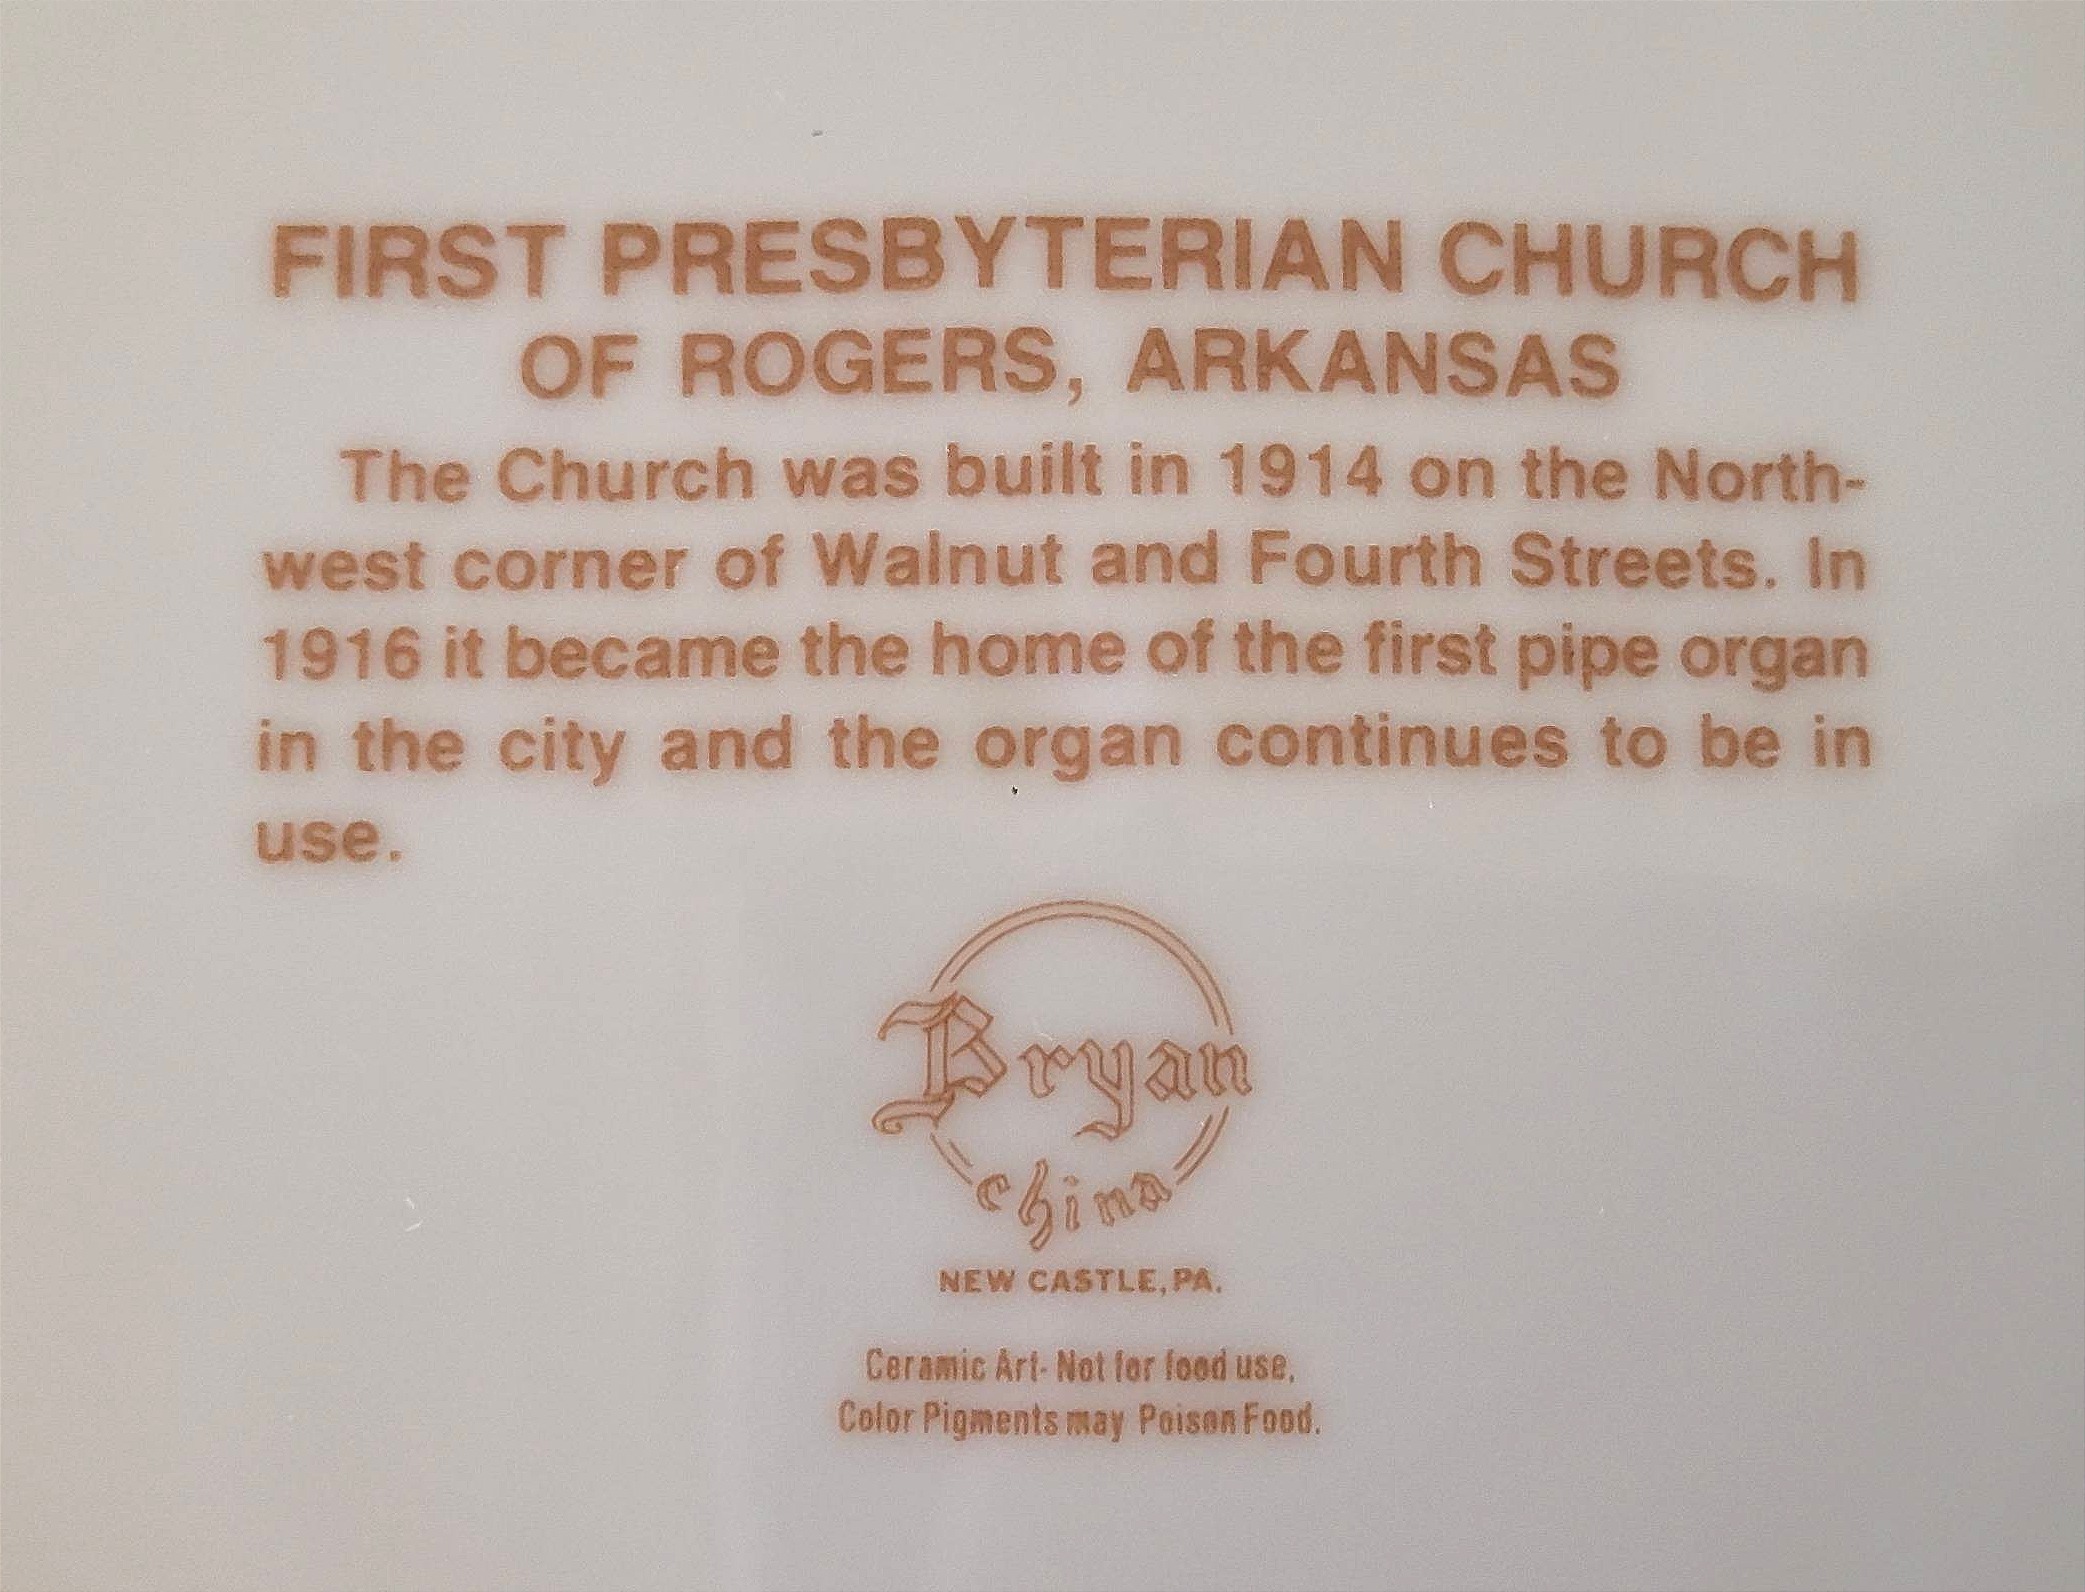 FIRST PRESBYTERIAN CHURCH
OF ROGERS, ARKANSAS
The Church was built in 1914 on the North-
west corner of Walnut and Fourth Streets. In
1916 it became the home of the first pipe organ
in the city and the organ continues to be in
use.
Bryan
china
NEW CASTLE, PA.
Ceramic Art- Not for food use,
Color Pigments may Poison Food.